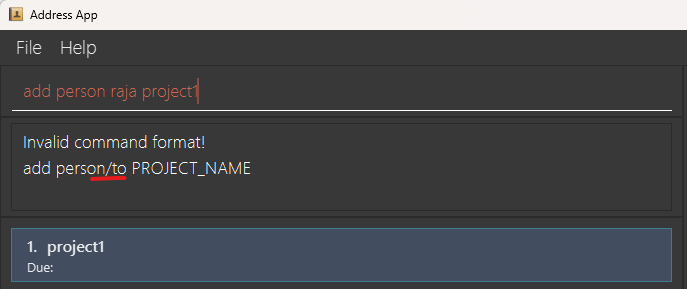 Address App
File Help
add person raja project1
Invalid command format!
add person/to PROJECT_NAME
1. project1
Due: